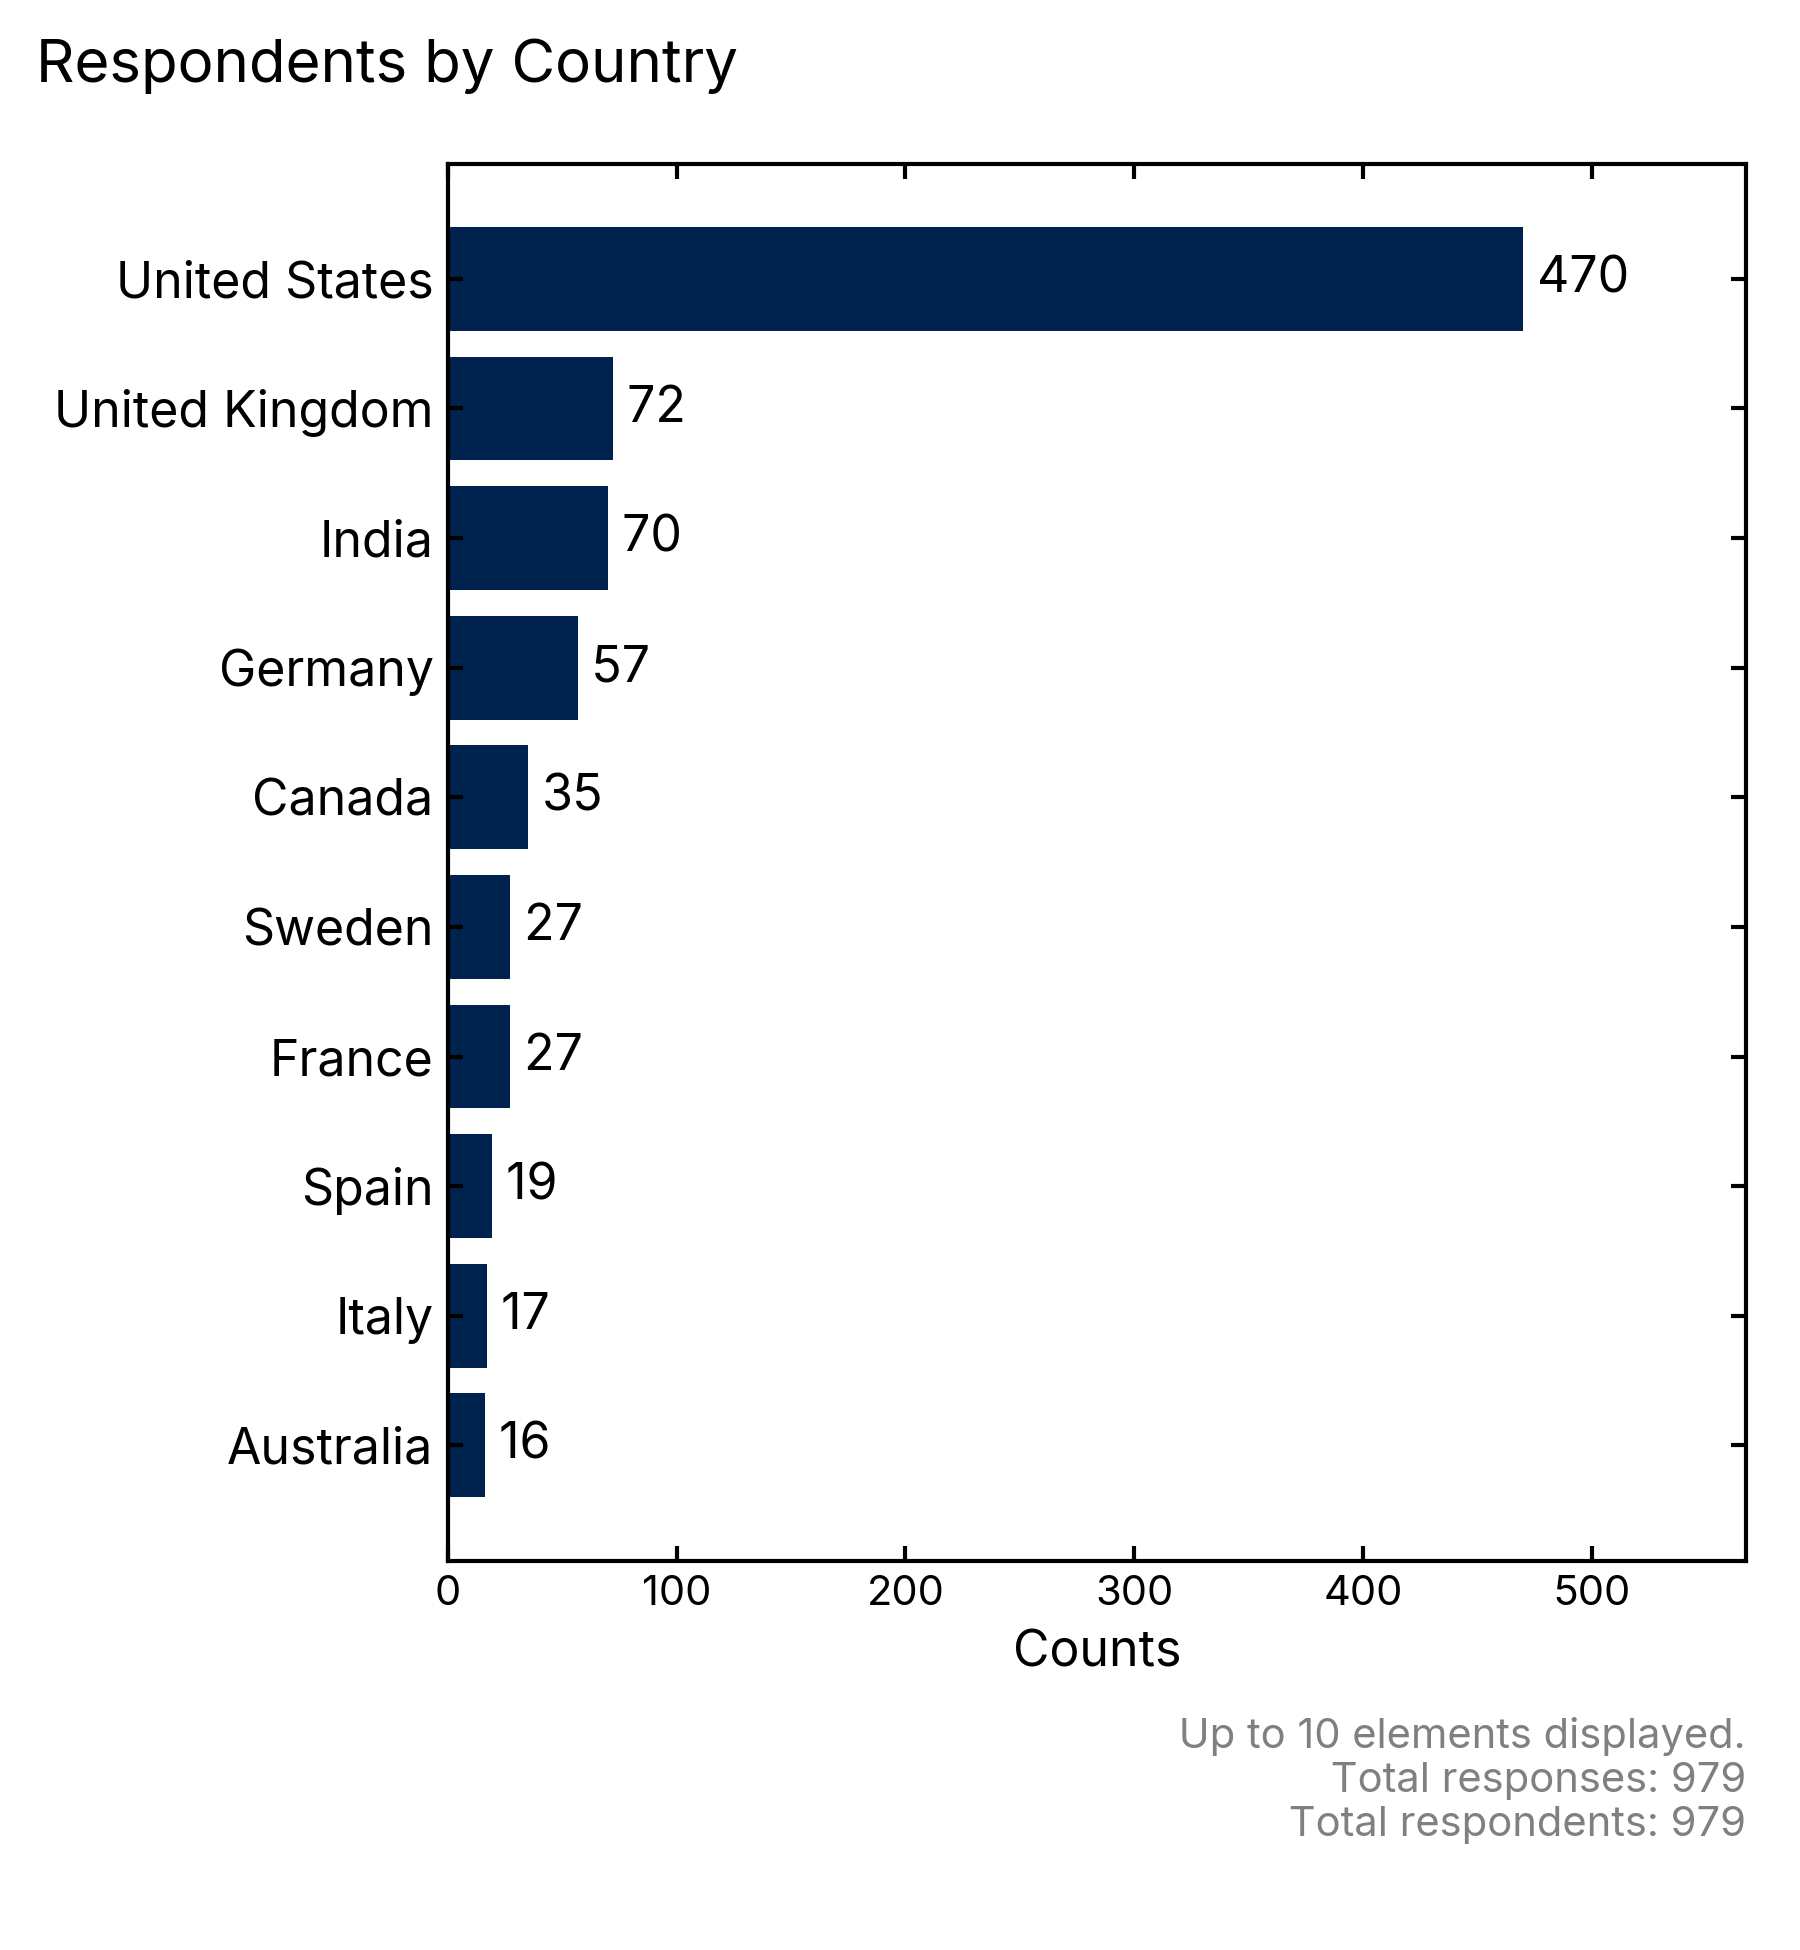 Respondents by Country
United States 470
United Kingdom 72
India 70
Germany 57
Canada 35
Sweden 27
France 27
Spain 19
Italy 17
Australia 16
0 100 200 300 400 500
Counts
Up to 10 elements displayed.
Total responses: 979
Total respondents: 979